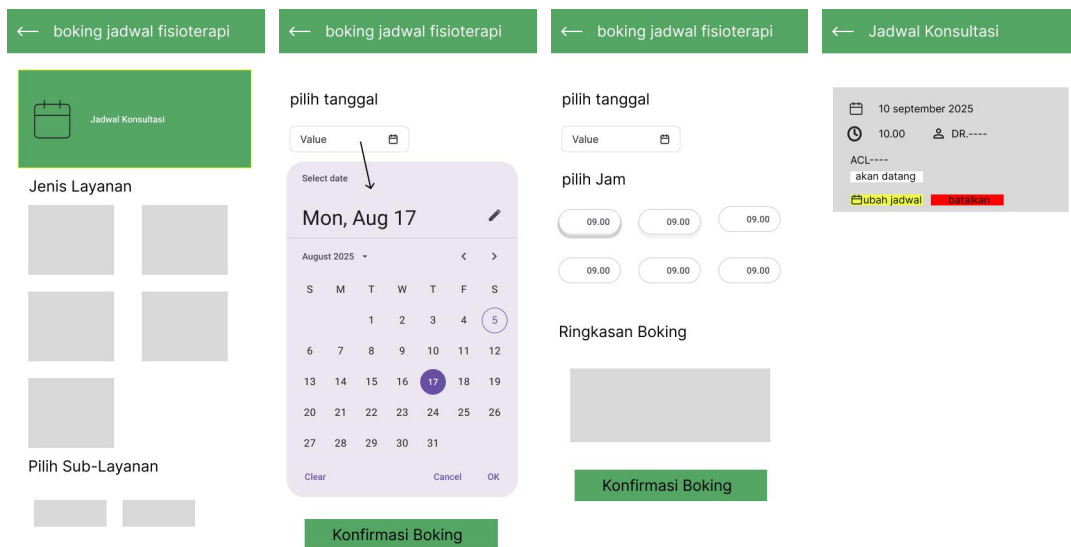 boking jadwal fisioterapi
Jadwal Konsultasi
Jenis Layanan
Pilih Sub-Layanan
boking jadwal fisioterapi
pilih tanggal
Value
Select date
Mon, Aug 17
August 2025
S M T W T F S
1 2 3 4 5
6 7 8 9 10 11 12
13 14 15 16 17 18 19
20 21 22 23 24 25 26
27 28 29 30 31
Clear Cancel OK
Konfirmasi Boking
boking jadwal fisioterapi
pilih tanggal
Value
pilih Jam
09.00 09.00 09.00
09.00 09.00 09.00
Ringkasan Boking
Konfirmasi Boking
Jadwal Konsultasi
10 september 2025
10.00 DR.----
ACL----
akan datang
ubah jadwal batalkan